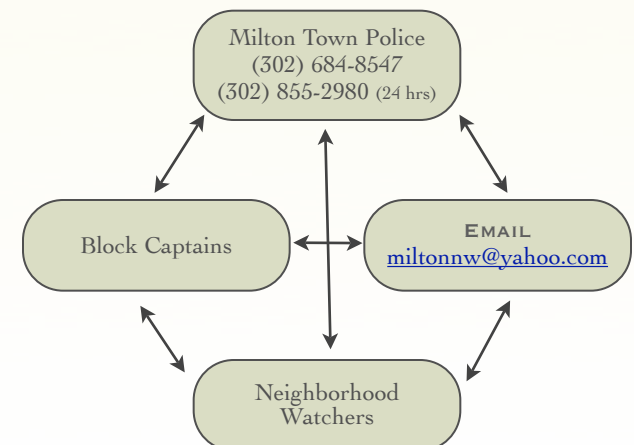 Milton Town Police
(302) 684-8547
(302) 855-2980 (24 hrs)
Block Captains
EMAIL
miltonnw@yahoo.com
Neighborhood
Watchers